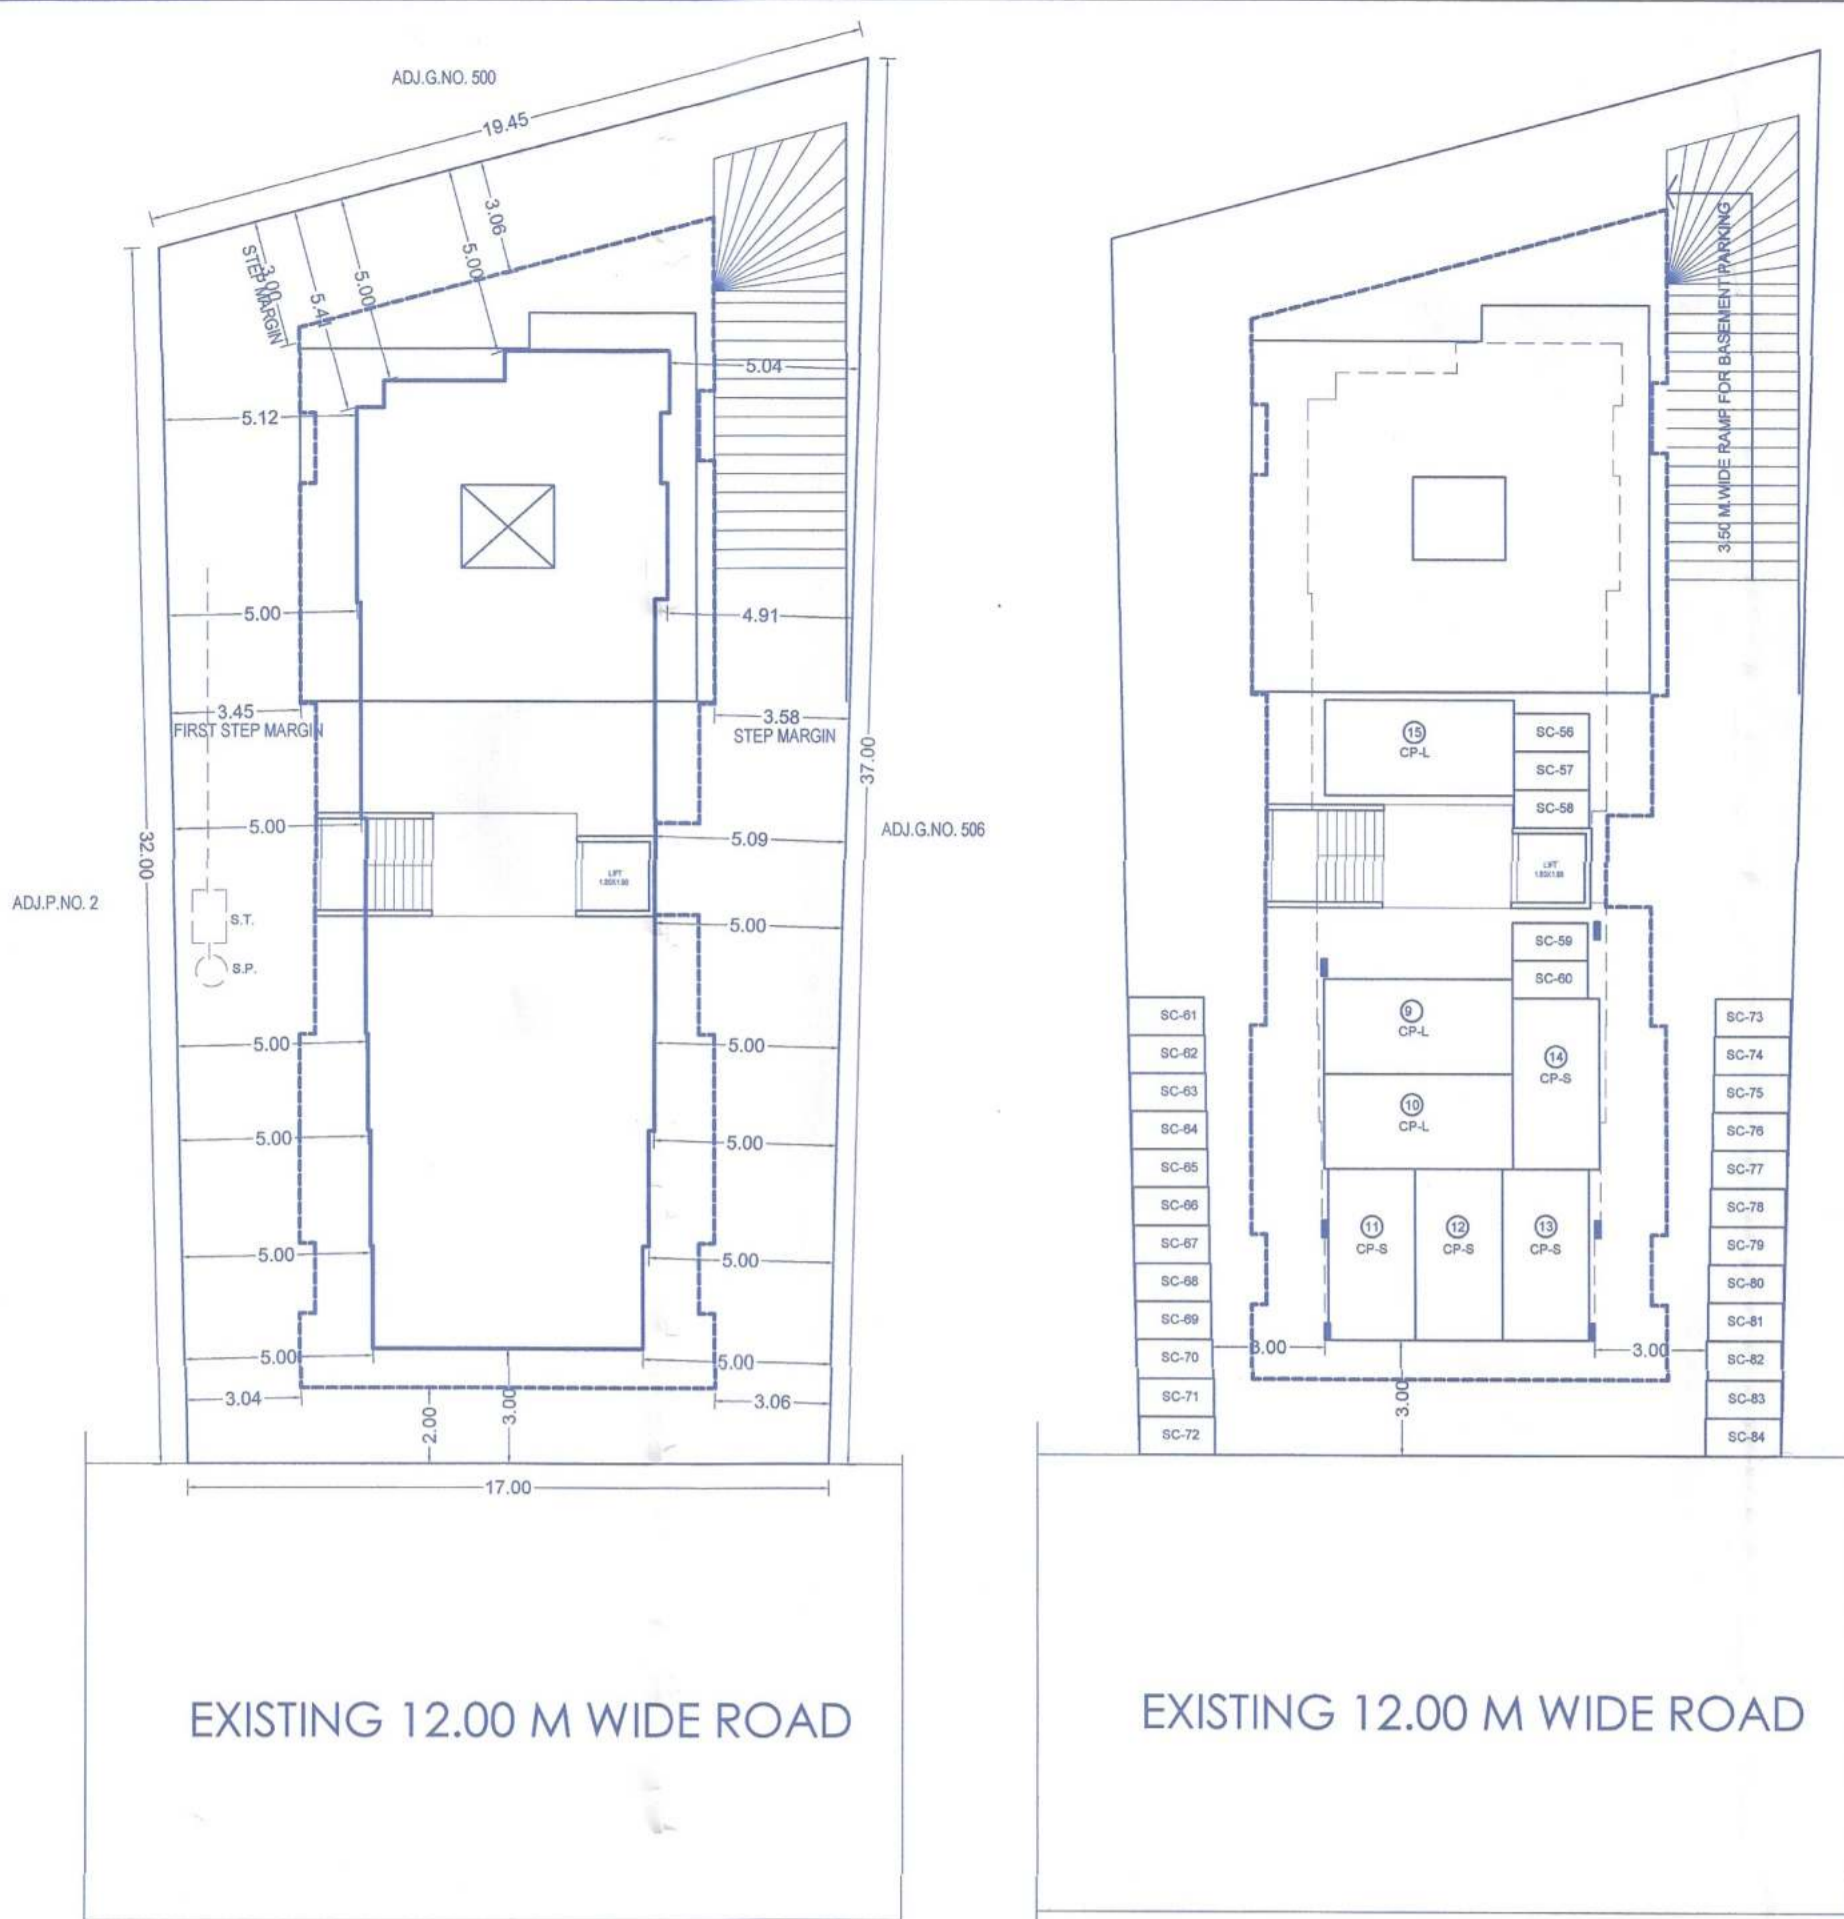 ADJ.G.NO. 500
19.45
3.06
5.00
5.00
5.41
3.00
STEP MARGIN
5.12
5.04
5.00
4.91
3.45
FIRST STEP MARGIN
3.58
STEP MARGIN
37.00
32.00
5.00
5.09
ADJ.G.NO. 506
LIFT
ADJ.P.NO. 2
S.T.
5.00
S.P.
5.00
5.00
5.00
5.00
5.00
5.00
5.00
5.00
3.04
2.00
3.00
3.06
17.00
EXISTING 12.00 M WIDE ROAD
3.50 M.WIDE RAMP FOR BASEMENT PARKING
15
CP-L
SC-56
SC-57
SC-58
LIFT
SC-59
SC-60
9
CP-L
10
CP-L
14
CP-S
11
CP-S
12
CP-S
13
CP-S
SC-61
SC-62
SC-63
SC-64
SC-65
SC-66
SC-67
SC-68
SC-69
SC-70
SC-71
SC-72
SC-73
SC-74
SC-75
SC-76
SC-77
SC-78
SC-79
SC-80
SC-81
SC-82
SC-83
SC-84
3.00
3.00
3.00
EXISTING 12.00 M WIDE ROAD